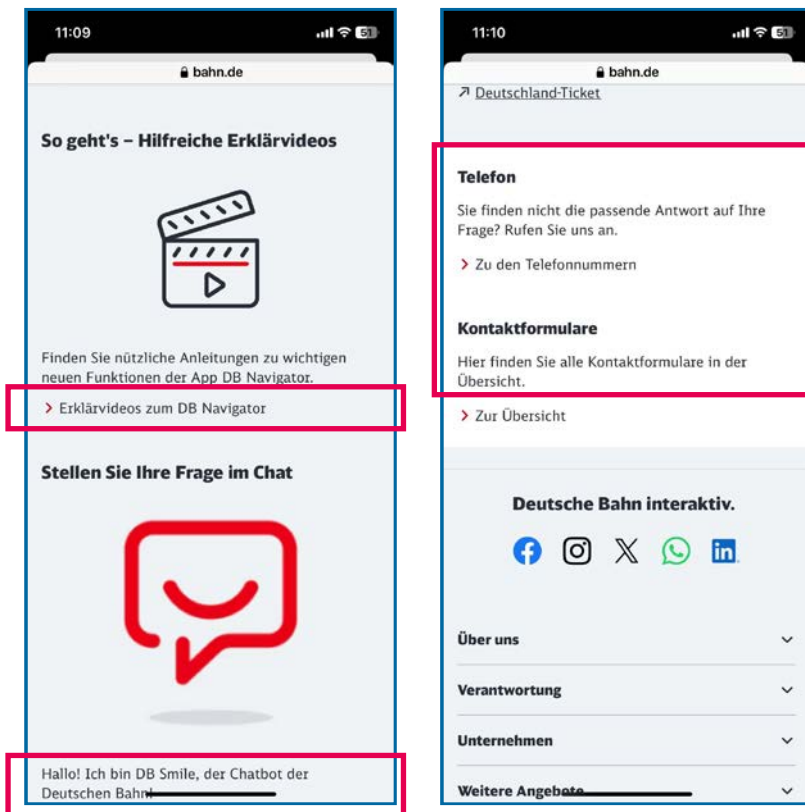 11:09
51
bahn.de
So geht's – Hilfreiche Erklärvideos
Finden Sie nützliche Anleitungen zu wichtigen
neuen Funktionen der App DB Navigator.
Erklärvideos zum DB Navigator
Stellen Sie Ihre Frage im Chat
Hallo! Ich bin DB Smile, der Chatbot der
Deutschen Bahn!
11:10
51
bahn.de
Deutschland-Ticket
Telefon
Sie finden nicht die passende Antwort auf Ihre
Frage? Rufen Sie uns an.
Zu den Telefonnummern
Kontaktformulare
Hier finden Sie alle Kontaktformulare in der
Übersicht.
Zur Übersicht
Deutsche Bahn interaktiv.
in
Über uns
Verantwortung
Unternehmen
Weitere Angebote